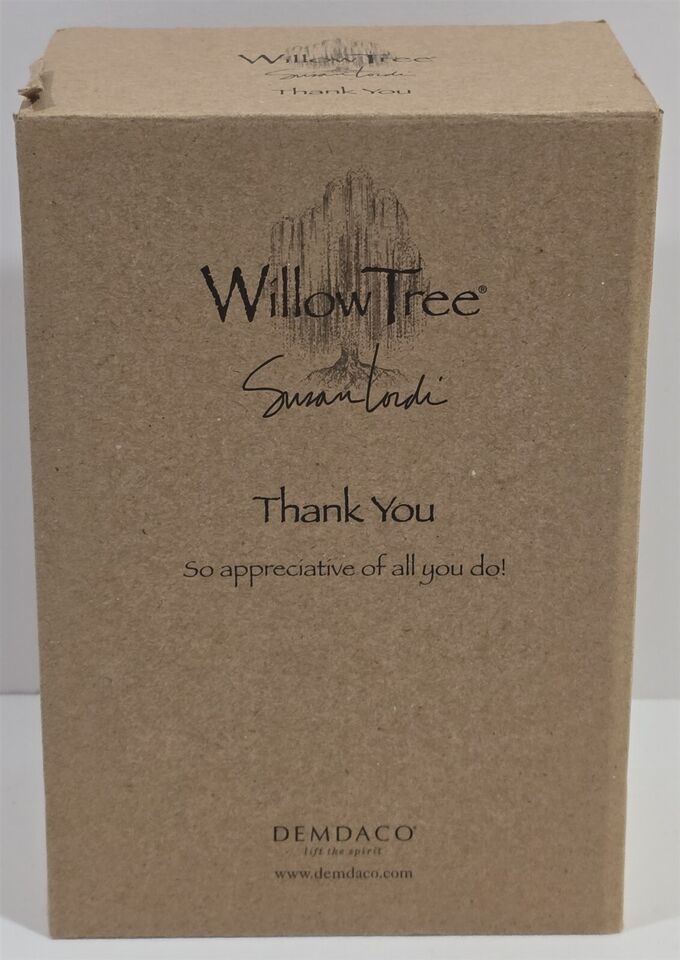 Willow Tree
Susan Lordi
Thank You
Willow Tree®
Susan Lordi
Thank You
So appreciative of all you do!
DEMDACO®
lift the spirit
www.demdaco.com